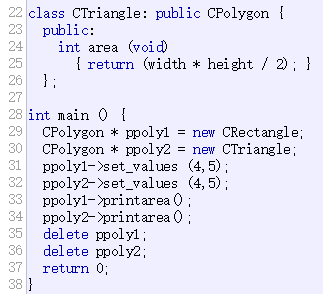 22 class CTriangle: public CPolygon {
23   public:
24     int area (void)
25       { return (width * height / 2); }
26   };
27
28 int main () {
29   CPolygon * ppoly1 = new CRectangle;
30   CPolygon * ppoly2 = new CTriangle;
31   ppoly1->set_values (4,5);
32   ppoly2->set_values (4,5);
33   ppoly1->printarea();
34   ppoly2->printarea();
35   delete ppoly1;
36   delete ppoly2;
37   return 0;
38 }